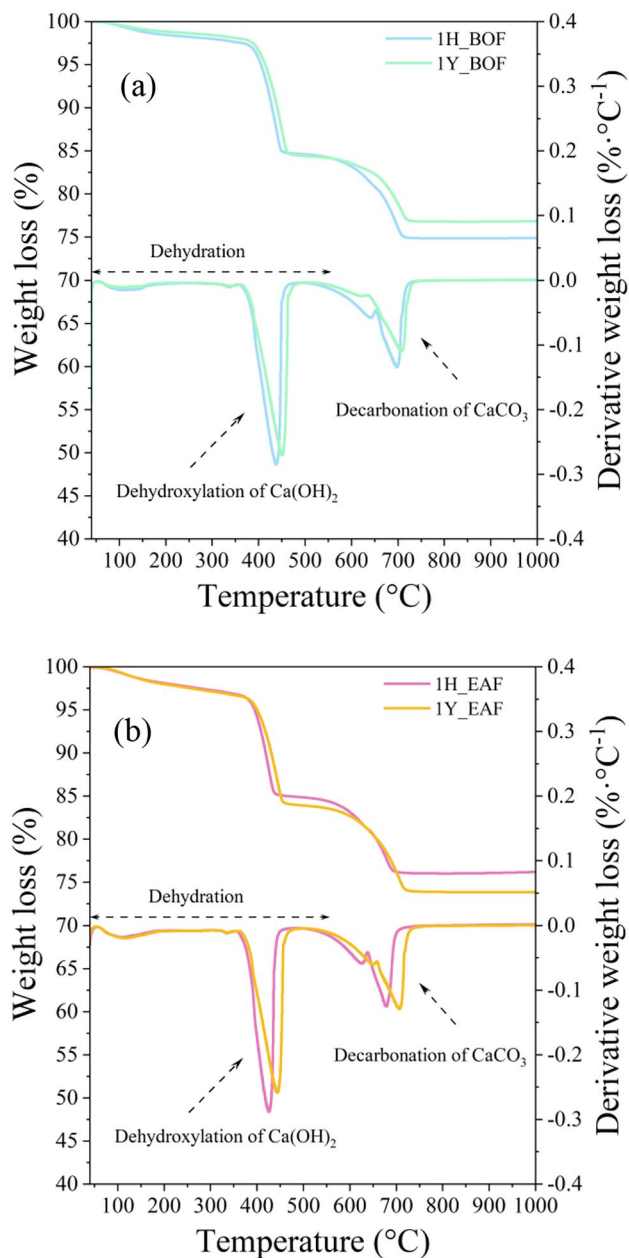 (a)
1H_BOF
1Y_BOF
Weight loss (%)
100
95
90
85
80
75
70
65
60
55
50
45
40
Dehydration
Dehydroxylation of Ca(OH)2
Decarbonation of CaCO3
0.4
0.3
0.2
0.1
0.0
-0.1
-0.2
-0.3
-0.4
Derivative weight loss (%·°C-1)
100 200 300 400 500 600 700 800 900 1000
Temperature (°C)
(b)
1H_EAF
1Y_EAF
Weight loss (%)
100
95
90
85
80
75
70
65
60
55
50
45
40
Dehydration
Dehydroxylation of Ca(OH)2
Decarbonation of CaCO3
0.4
0.3
0.2
0.1
0.0
-0.1
-0.2
-0.3
-0.4
Derivative weight loss (%·°C-1)
100 200 300 400 500 600 700 800 900 1000
Temperature (°C)